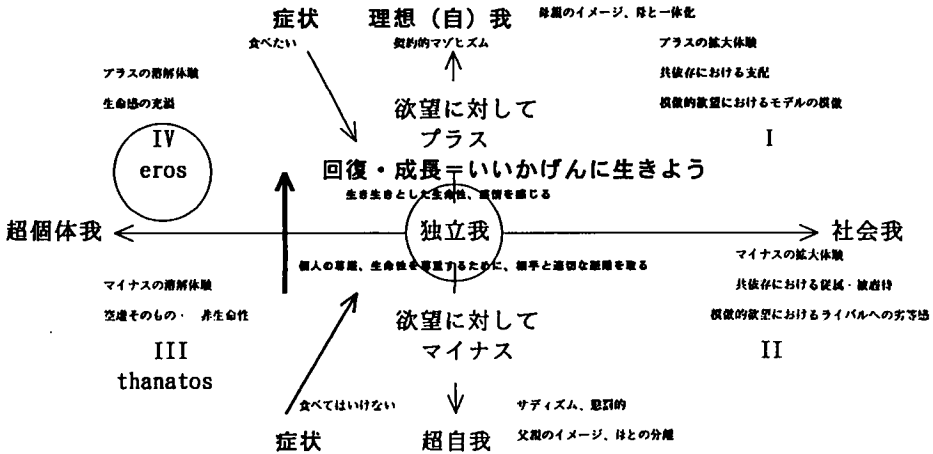 症状 理想（自）我 母親のイメージ、母と一体化
食べたい 契約的マゾヒズム プラスの拡大体験
プラスの溶解体験 共依存における支配
生命感の充溢 欲望に対して 模倣的欲望におけるモデルの模倣
IV プラス I
eros 回復・成長＝いいかげんに生きよう
生き生きとした生命性、感情を感じる
超個体我 独立我 社会我
個人の尊厳、生命性を尊重するために、相手と適切な距離を取る マイナスの拡大体験
マイナスの溶解体験 共依存における従属・被虐待
空虚そのもの・ 非生命性 欲望に対して 模倣的欲望におけるライバルへの劣等感
III マイナス II
thanatos
食べてはいけない サディズム、懲罰的
症状 超自我 父親のイメージ、母との分離